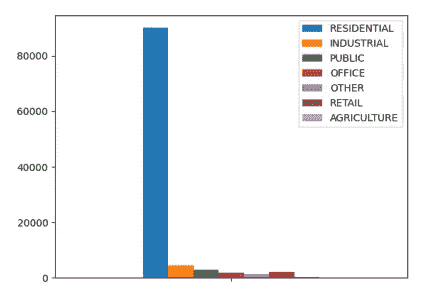 RESIDENTIAL
INDUSTRIAL
PUBLIC
OFFICE
OTHER
RETAIL
AGRICULTURE
80000
60000
40000
20000
0